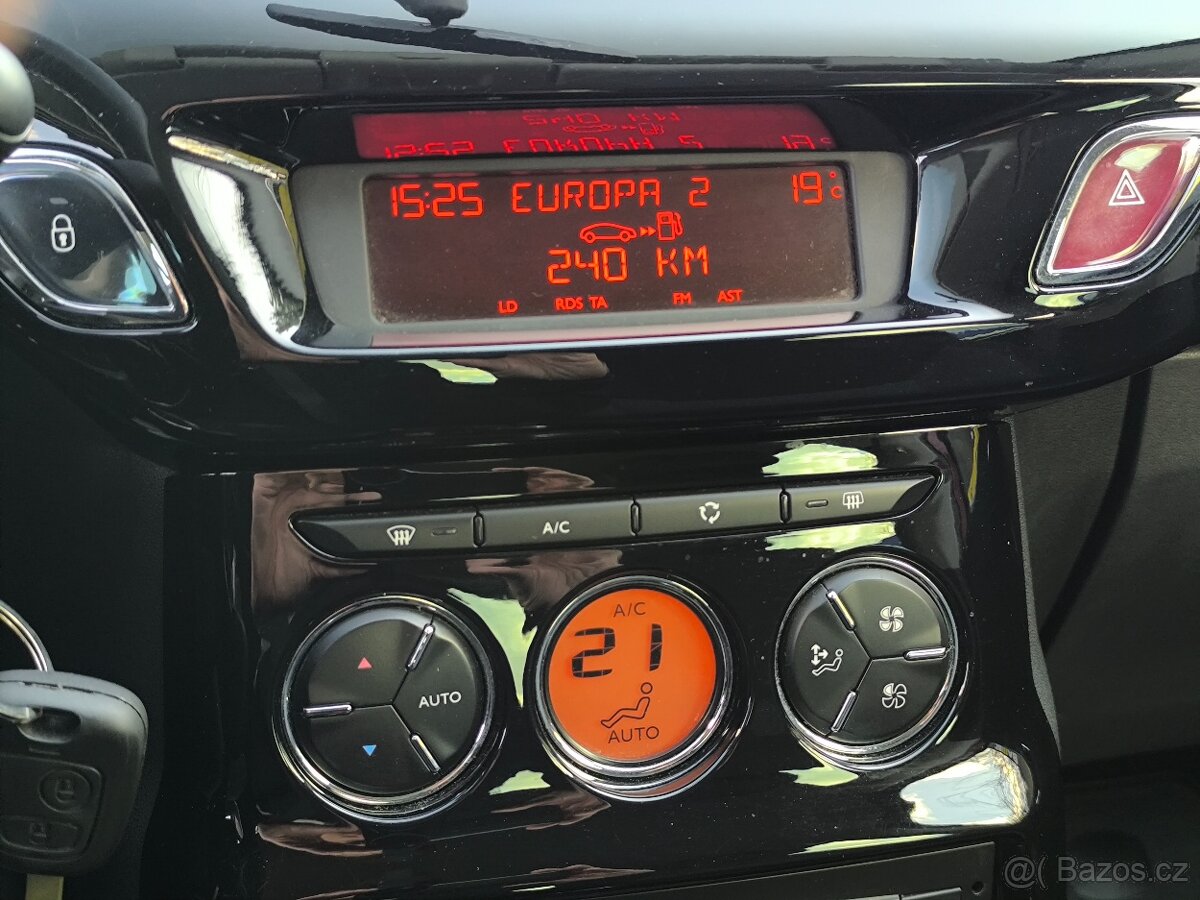 15:25 EUROPA 2 19°C
240 KM
LD RDS TA FM AST
A/C
A/C
21
AUTO
AUTO
@( Bazos.cz